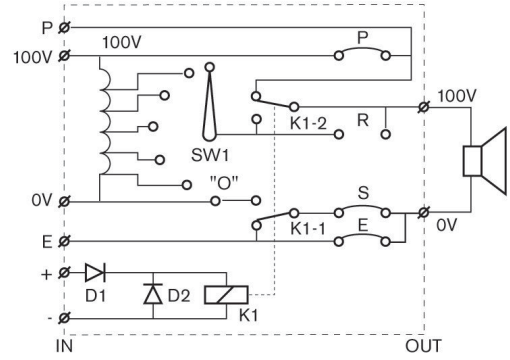 P
100V
100V
P
100V
K1-2
R
SW1
"O"
0V
S
E
K1-1
0V
E
+
D1
D2
K1
-
IN
OUT